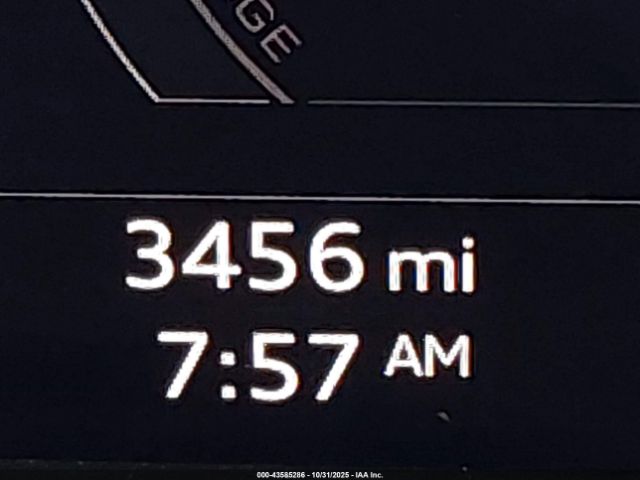 GE
3456 mi
7:57 AM
000-43585286 - 10/31/2025 - IAA Inc.